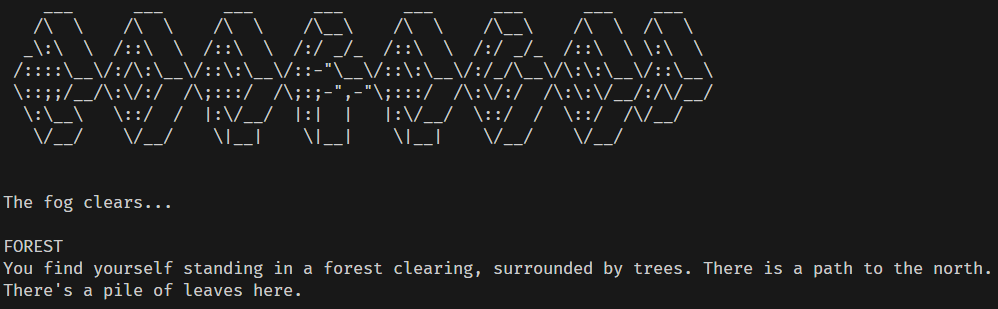 ZORKRUST
The fog clears...
FOREST
You find yourself standing in a forest clearing, surrounded by trees. There is a path to the north.
There's a pile of leaves here.